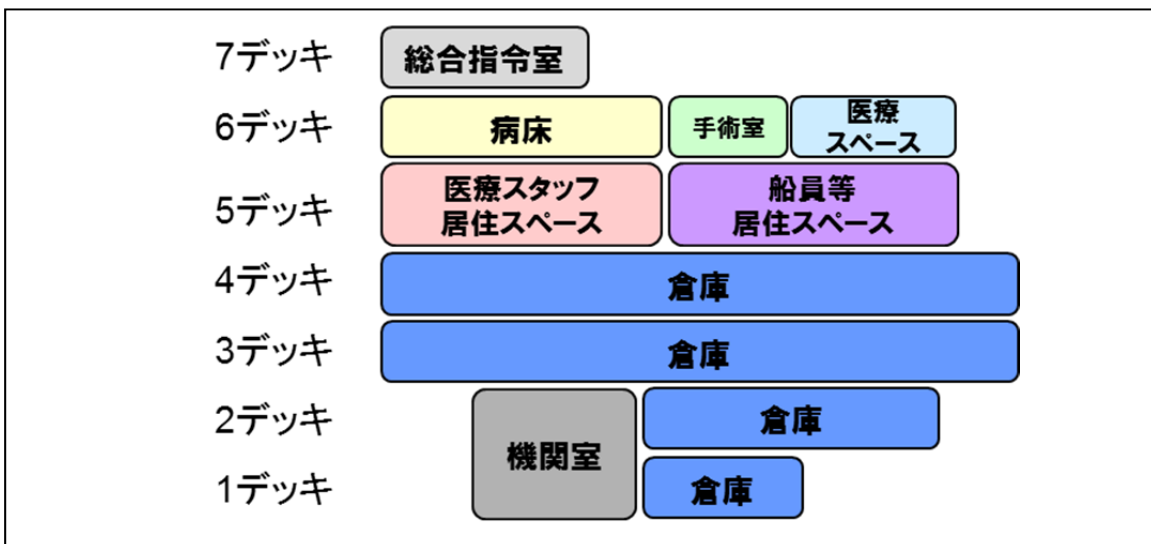 7デッキ
総合指令室
6デッキ
病床
手術室
医療
スペース
5デッキ
医療スタッフ
居住スペース
船員等
居住スペース
4デッキ
倉庫
3デッキ
倉庫
2デッキ
倉庫
機関室
1デッキ
倉庫